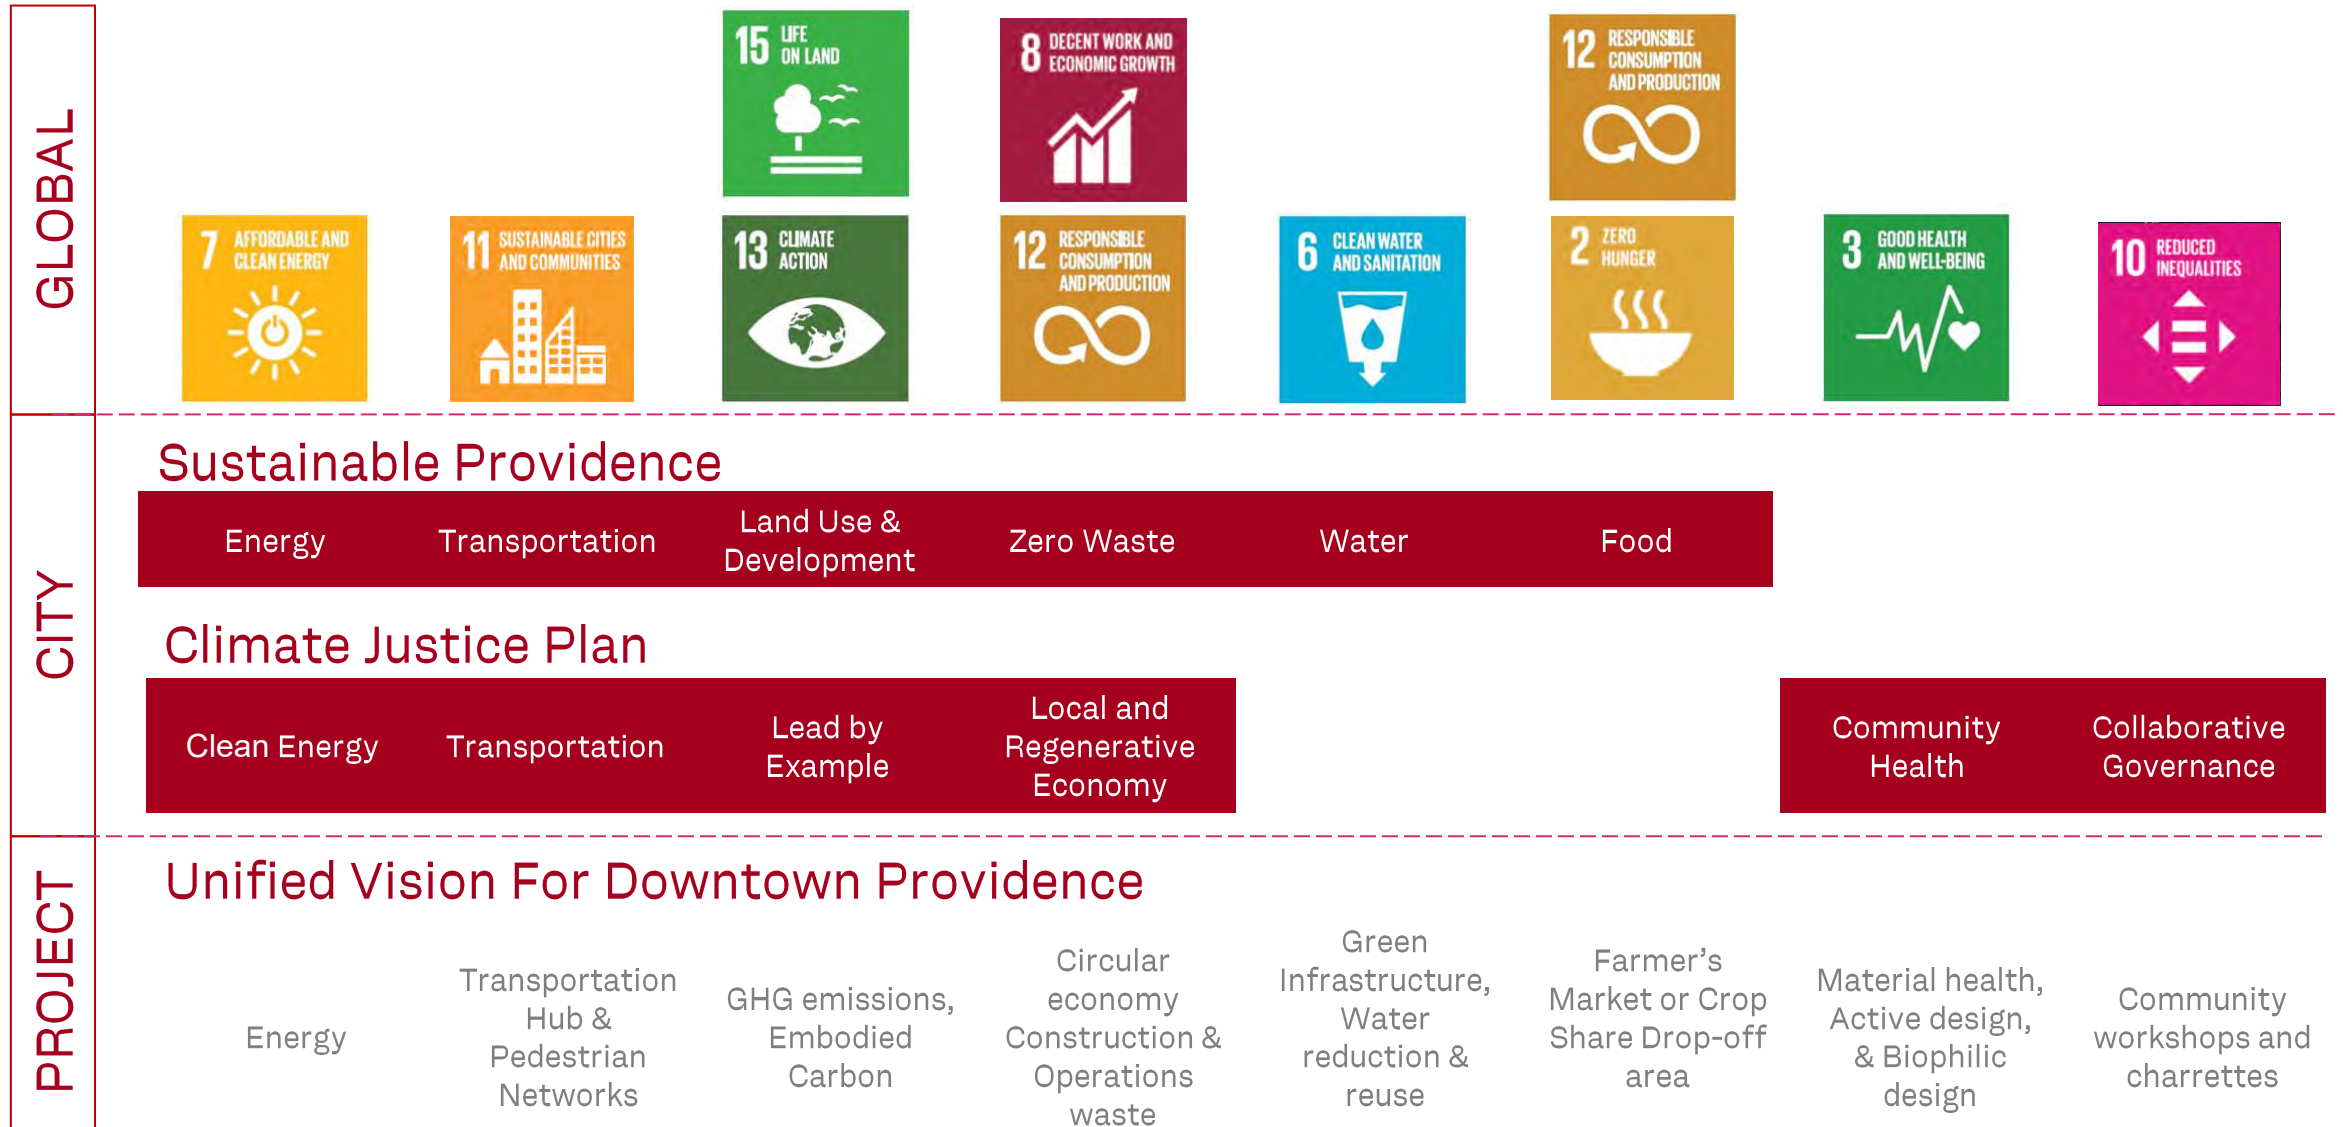 GLOBAL
15 LIFE
ON LAND
8 DECENT WORK AND
ECONOMIC GROWTH
12 RESPONSIBLE
CONSUMPTION
AND PRODUCTION
7 AFFORDABLE AND
CLEAN ENERGY
11 SUSTAINABLE CITIES
AND COMMUNITIES
13 CLIMATE
ACTION
12 RESPONSIBLE
CONSUMPTION
AND PRODUCTION
6 CLEAN WATER
AND SANITATION
2 ZERO
HUNGER
3 GOOD HEALTH
AND WELL-BEING
10 REDUCED
INEQUALITIES
CITY
Sustainable Providence
Energy
Transportation
Land Use &
Development
Zero Waste
Water
Food
Climate Justice Plan
Clean Energy
Transportation
Lead by
Example
Local and
Regenerative
Economy
Community
Health
Collaborative
Governance
PROJECT
Unified Vision For Downtown Providence
Energy
Transportation
Hub &
Pedestrian
Networks
GHG emissions,
Embodied
Carbon
Circular
economy
Construction &
Operations
waste
Green
Infrastructure,
Water
reduction &
reuse
Farmer's
Market or Crop
Share Drop-off
area
Material health,
Active design,
& Biophilic
design
Community
workshops and
charrettes